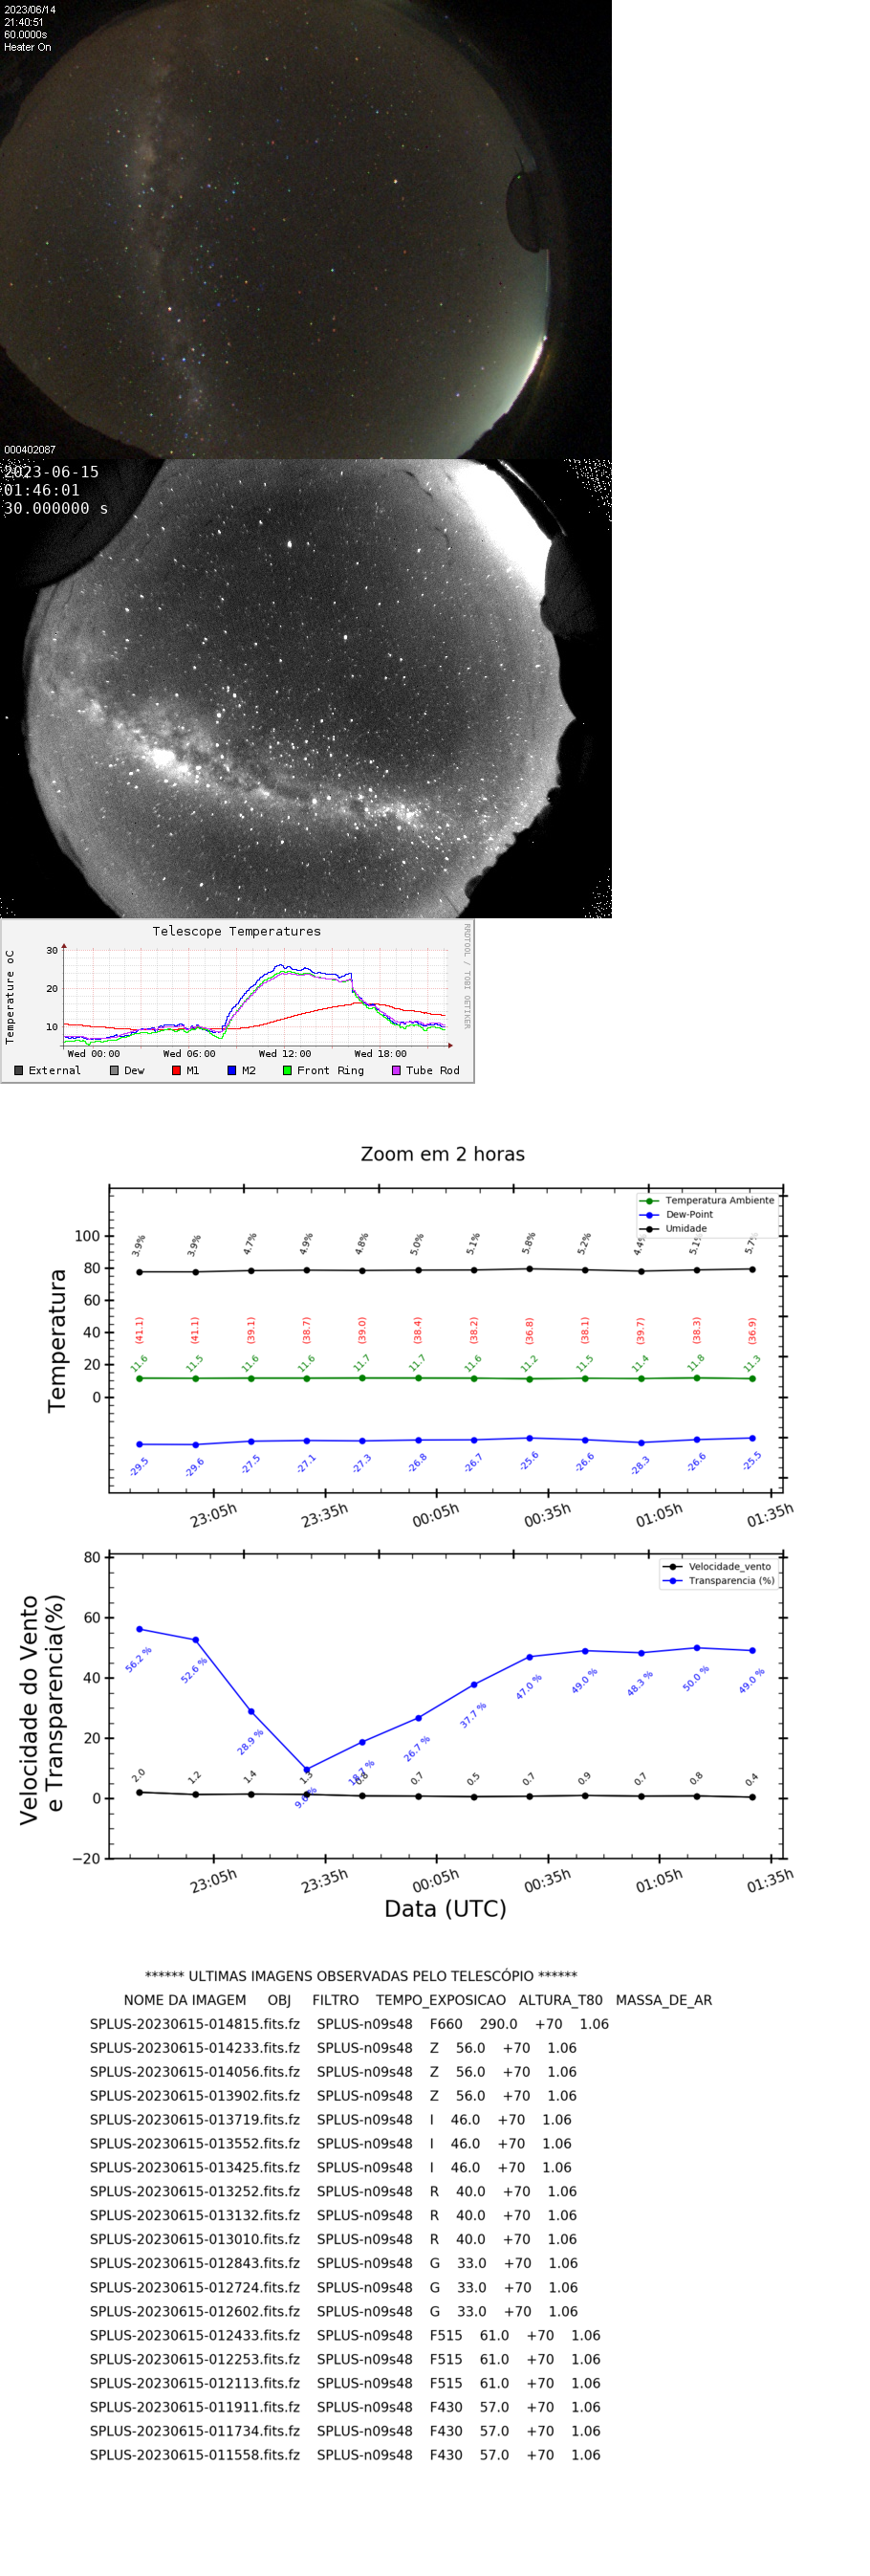 2023/06/14
21:40:51
60.0000s
Heater On
000402087
2023-06-15
01:46:01
30.000000 s
Telescope Temperatures
RRDTOOL / TOBI OETIKER
Temperature oC
30
20
10
Wed 00:00 Wed 06:00 Wed 12:00 Wed 18:00
External Dew M1 M2 Front Ring Tube Rod
Zoom em 2 horas
Temperatura Ambiente
Dew-Point
Umidade
Temperatura
100
80
60
40
20
0
3.9% 3.9% 4.7% 4.9% 4.8% 5.0% 5.1% 5.8% 5.2% 4.4% 5.1% 5.7%
(41.1) (41.1) (39.1) (38.7) (39.0) (38.4) (38.2) (36.8) (38.1) (39.7) (38.3) (36.9)
11.6 11.5 11.6 11.6 11.7 11.7 11.6 11.2 11.5 11.4 11.8 11.3
-29.5 -29.6 -27.5 -27.1 -27.3 -26.8 -26.7 -25.6 -26.6 -28.3 -26.6 -25.5
23:05h 23:35h 00:05h 00:35h 01:05h 01:35h
Velocidade_vento
Transparencia (%)
Velocidade do Vento
e Transparencia(%)
80
60
40
20
0
−20
56.2 % 52.6 % 28.9 % 26.7 % 37.7 % 47.0 % 49.0 % 48.3 % 50.0 % 49.0 %
2.0 1.2 1.4 1.3 0.8 0.7 0.5 0.7 0.9 0.7 0.8 0.4
23:05h 23:35h 00:05h 00:35h 01:05h 01:35h
Data (UTC)
****** ULTIMAS IMAGENS OBSERVADAS PELO TELESCÓPIO ******
NOME DA IMAGEM OBJ FILTRO TEMPO_EXPOSICAO ALTURA_T80 MASSA_DE_AR
SPLUS-20230615-014815.fits.fz SPLUS-n09s48 F660 290.0 +70 1.06
SPLUS-20230615-014233.fits.fz SPLUS-n09s48 Z 56.0 +70 1.06
SPLUS-20230615-014056.fits.fz SPLUS-n09s48 Z 56.0 +70 1.06
SPLUS-20230615-013902.fits.fz SPLUS-n09s48 Z 56.0 +70 1.06
SPLUS-20230615-013719.fits.fz SPLUS-n09s48 I 46.0 +70 1.06
SPLUS-20230615-013552.fits.fz SPLUS-n09s48 I 46.0 +70 1.06
SPLUS-20230615-013425.fits.fz SPLUS-n09s48 I 46.0 +70 1.06
SPLUS-20230615-013252.fits.fz SPLUS-n09s48 R 40.0 +70 1.06
SPLUS-20230615-013132.fits.fz SPLUS-n09s48 R 40.0 +70 1.06
SPLUS-20230615-013010.fits.fz SPLUS-n09s48 R 40.0 +70 1.06
SPLUS-20230615-012843.fits.fz SPLUS-n09s48 G 33.0 +70 1.06
SPLUS-20230615-012724.fits.fz SPLUS-n09s48 G 33.0 +70 1.06
SPLUS-20230615-012602.fits.fz SPLUS-n09s48 G 33.0 +70 1.06
SPLUS-20230615-012433.fits.fz SPLUS-n09s48 F515 61.0 +70 1.06
SPLUS-20230615-012253.fits.fz SPLUS-n09s48 F515 61.0 +70 1.06
SPLUS-20230615-012113.fits.fz SPLUS-n09s48 F515 61.0 +70 1.06
SPLUS-20230615-011911.fits.fz SPLUS-n09s48 F430 57.0 +70 1.06
SPLUS-20230615-011734.fits.fz SPLUS-n09s48 F430 57.0 +70 1.06
SPLUS-20230615-011558.fits.fz SPLUS-n09s48 F430 57.0 +70 1.06